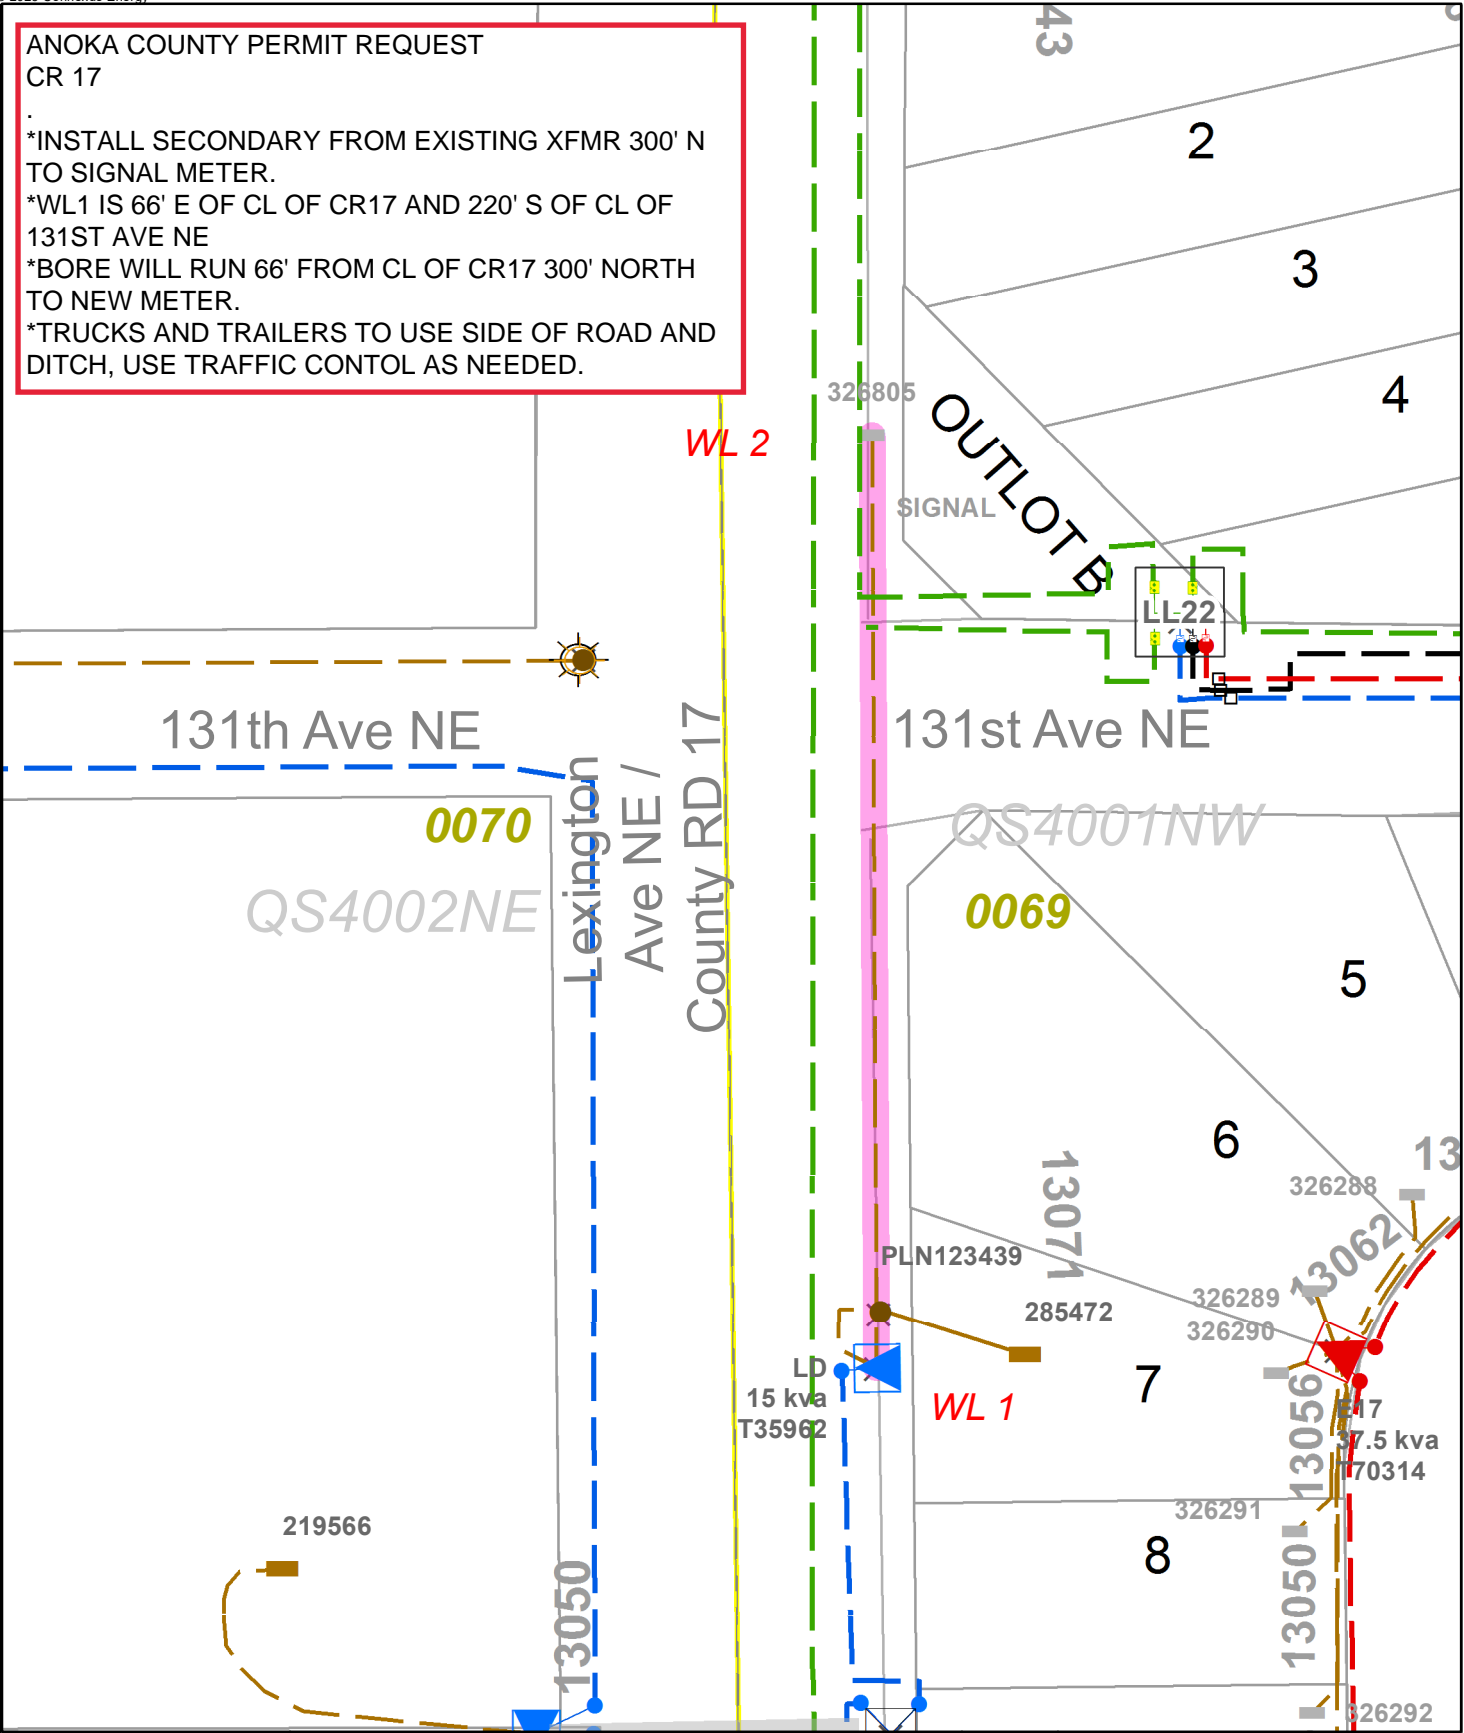 ANOKA COUNTY PERMIT REQUEST
CR 17
.
*INSTALL SECONDARY FROM EXISTING XFMR 300' N
TO SIGNAL METER.
*WL1 IS 66' E OF CL OF CR17 AND 220' S OF CL OF
131ST AVE NE
*BORE WILL RUN 66' FROM CL OF CR17 300' NORTH
TO NEW METER.
*TRUCKS AND TRAILERS TO USE SIDE OF ROAD AND
DITCH, USE TRAFFIC CONTOL AS NEEDED.
43
2
3
4
326805
WL 2
SIGNAL
OUTLOT B
LL22
131th Ave NE
131st Ave NE
Lexington
Ave NE /
County RD 17
0070
QS4001NW
QS4002NE
0069
5
6
13
326288
13071
13062
PLN123439
285472
326289
326290
LD
15 kva
T35962
WL 1
7
13056
E17
37.5 kva
T70314
326291
219566
8
13050
13050
326292